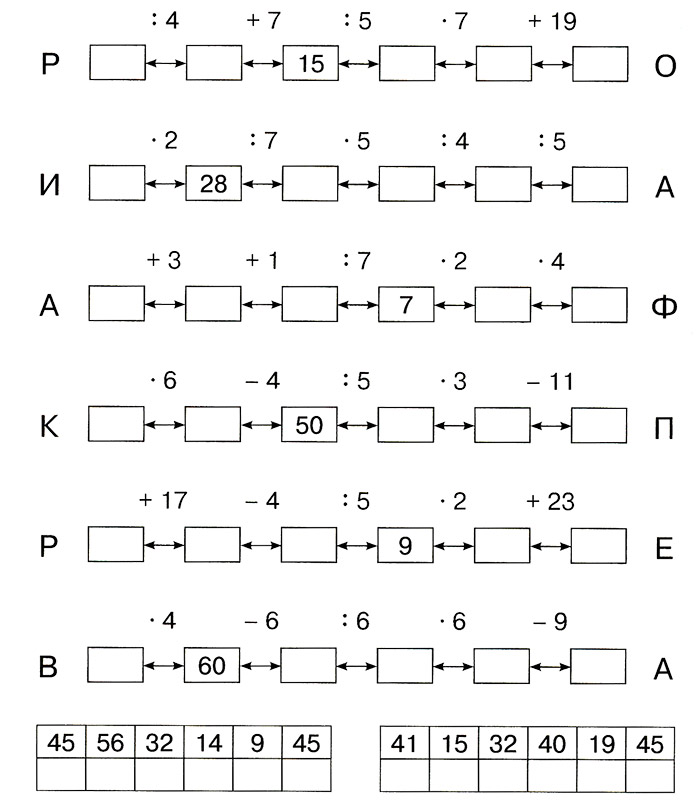 : 4 + 7 : 5 · 7 + 19
Р 15 О
· 2 : 7 · 5 : 4 : 5
И 28 А
+ 3 + 1 : 7 · 2 · 4
А 7 Ф
· 6 – 4 : 5 · 3 – 11
К 50 П
+ 17 – 4 : 5 · 2 + 23
Р 9 Е
· 4 – 6 : 6 · 6 – 9
В 60 А
45 56 32 14 9 45 41 15 32 40 19 45